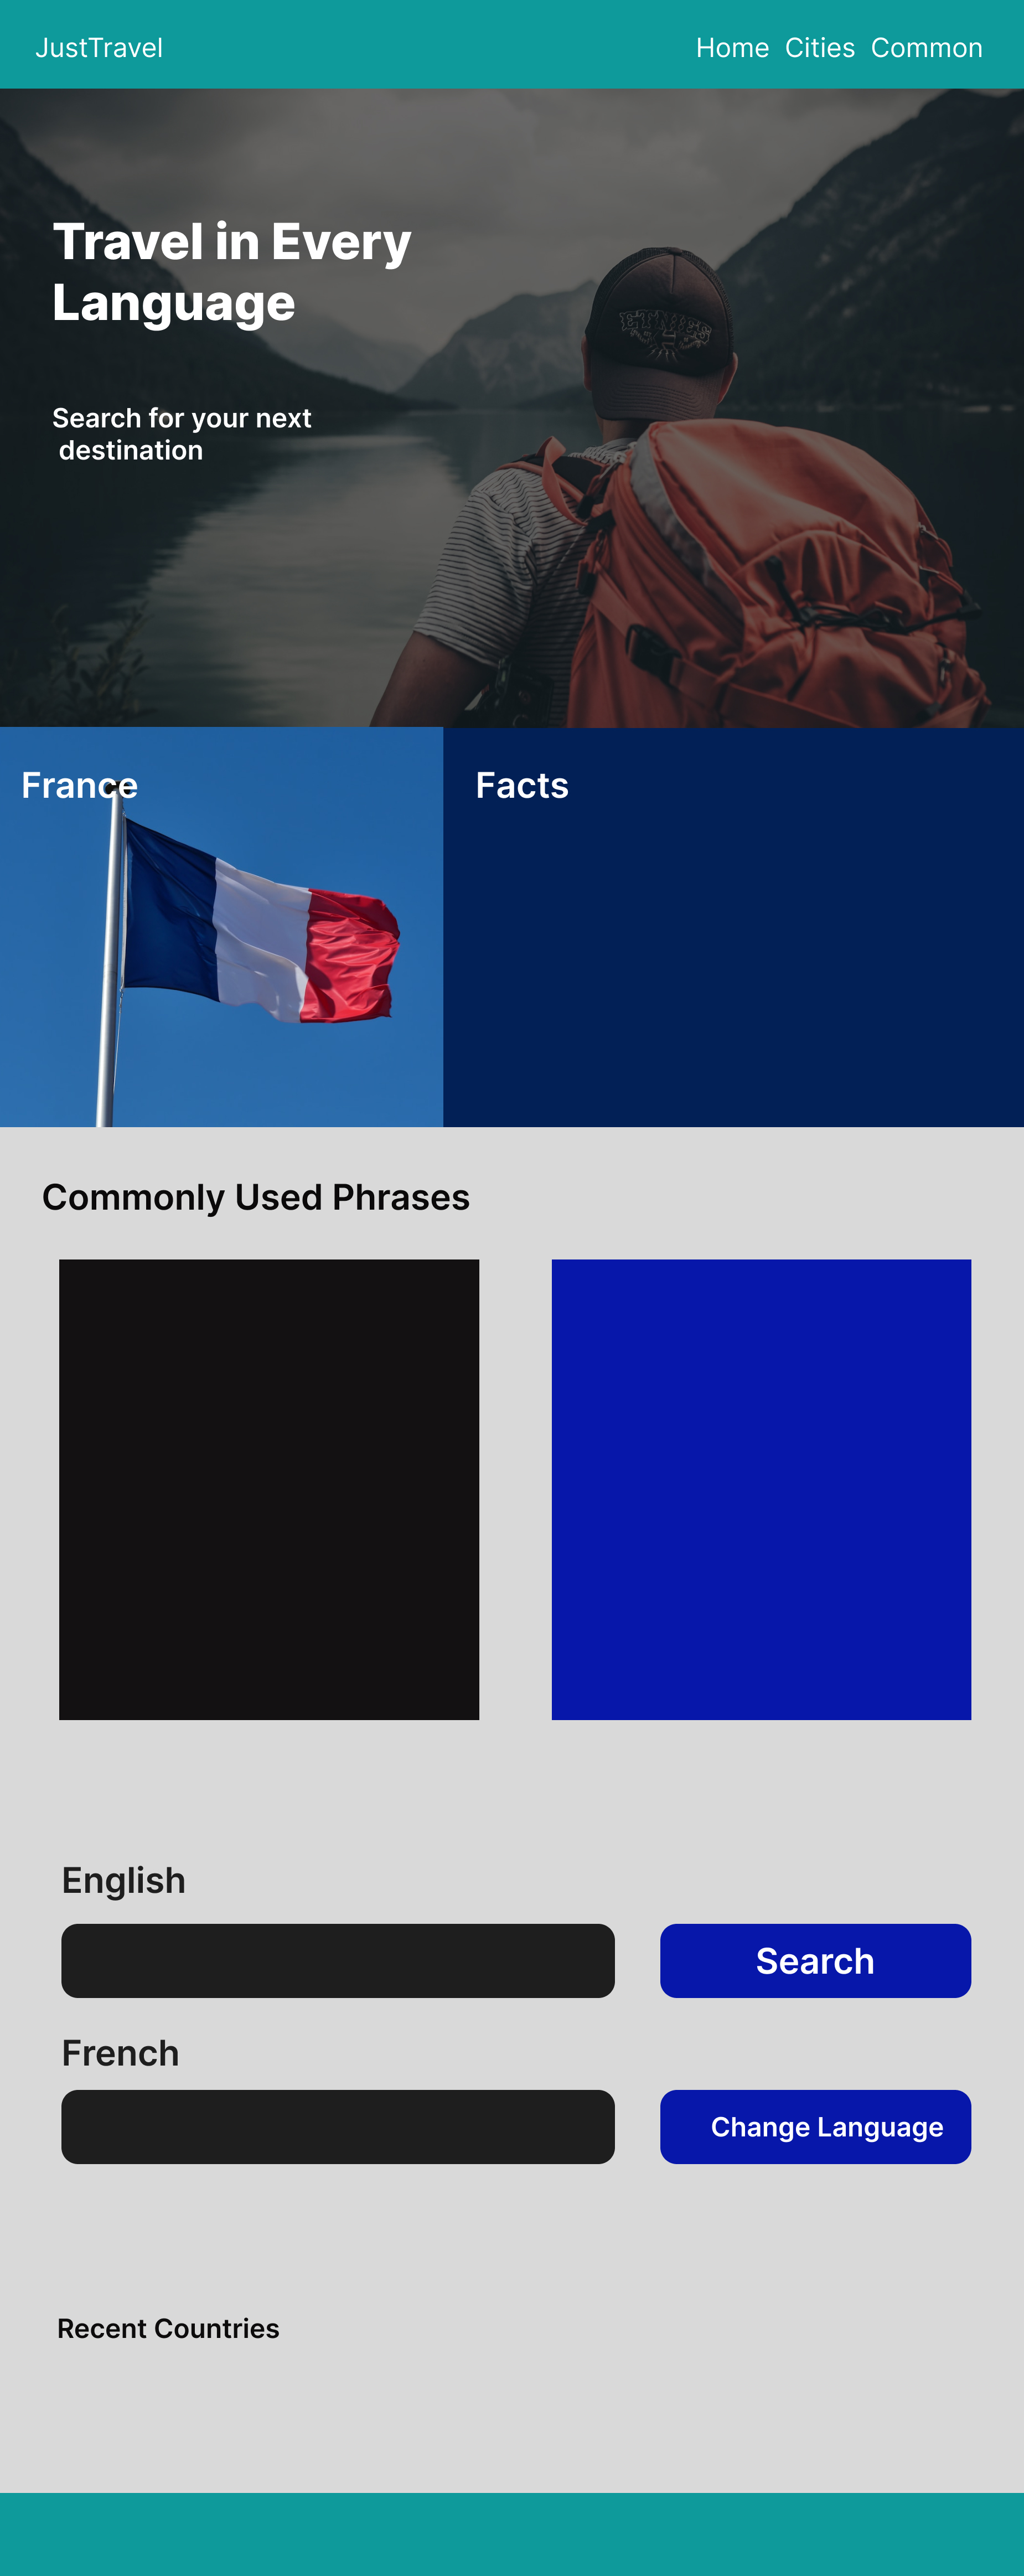 JustTravel
Home Cities Common
Travel in Every
Language
ETNIES
Search for your next
destination
France
Facts
Commonly Used Phrases
English
Search
French
Change Language
Recent Countries